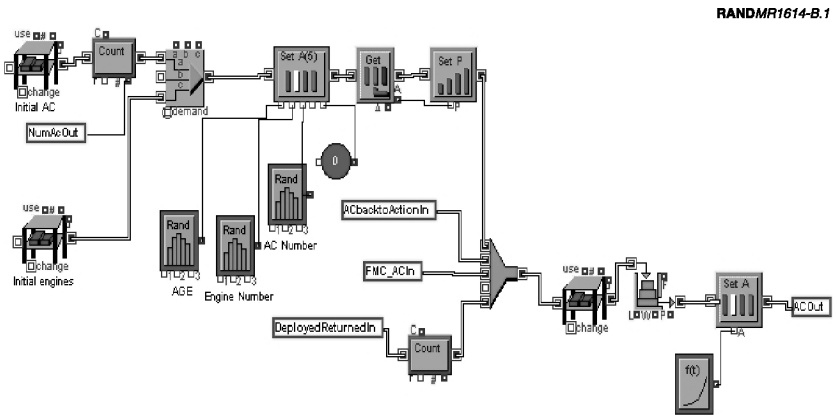 RANDMR1614-B.1
use #
C
Count
r #
a b c
a
b
c
demand
change
Initial AC
NumAcOut
Set A(5)
Get
A
Δ
Set P
P
0
Rand
1 2 3
AC Number
use #
change
Initial engines
Rand
1 2 3
AGE
Rand
1 2 3
Engine Number
ACbacktoActionIn
FMC_ACIn
DeployedReturnedIn
C
Count
r #
use #
change
F
L W P
Set A
A
ACOut
f(t)